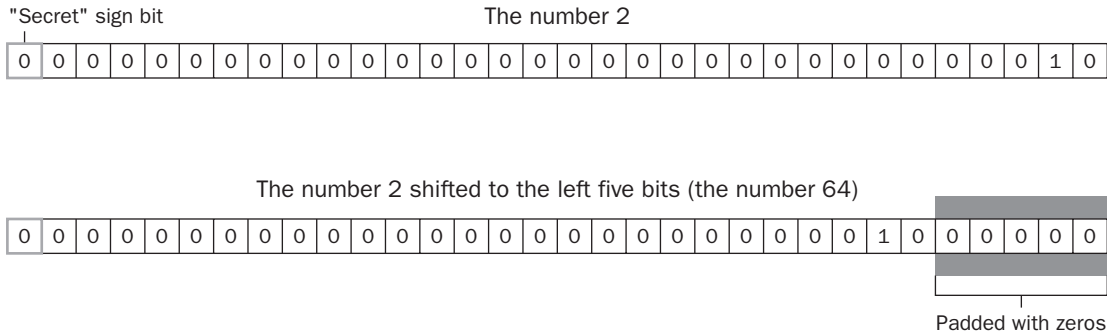 "Secret" sign bit
The number 2
0 0 0 0 0 0 0 0 0 0 0 0 0 0 0 0 0 0 0 0 0 0 0 0 0 0 0 0 0 0 1 0
The number 2 shifted to the left five bits (the number 64)
0 0 0 0 0 0 0 0 0 0 0 0 0 0 0 0 0 0 0 0 0 0 0 0 0 1 0 0 0 0 0 0
Padded with zeros